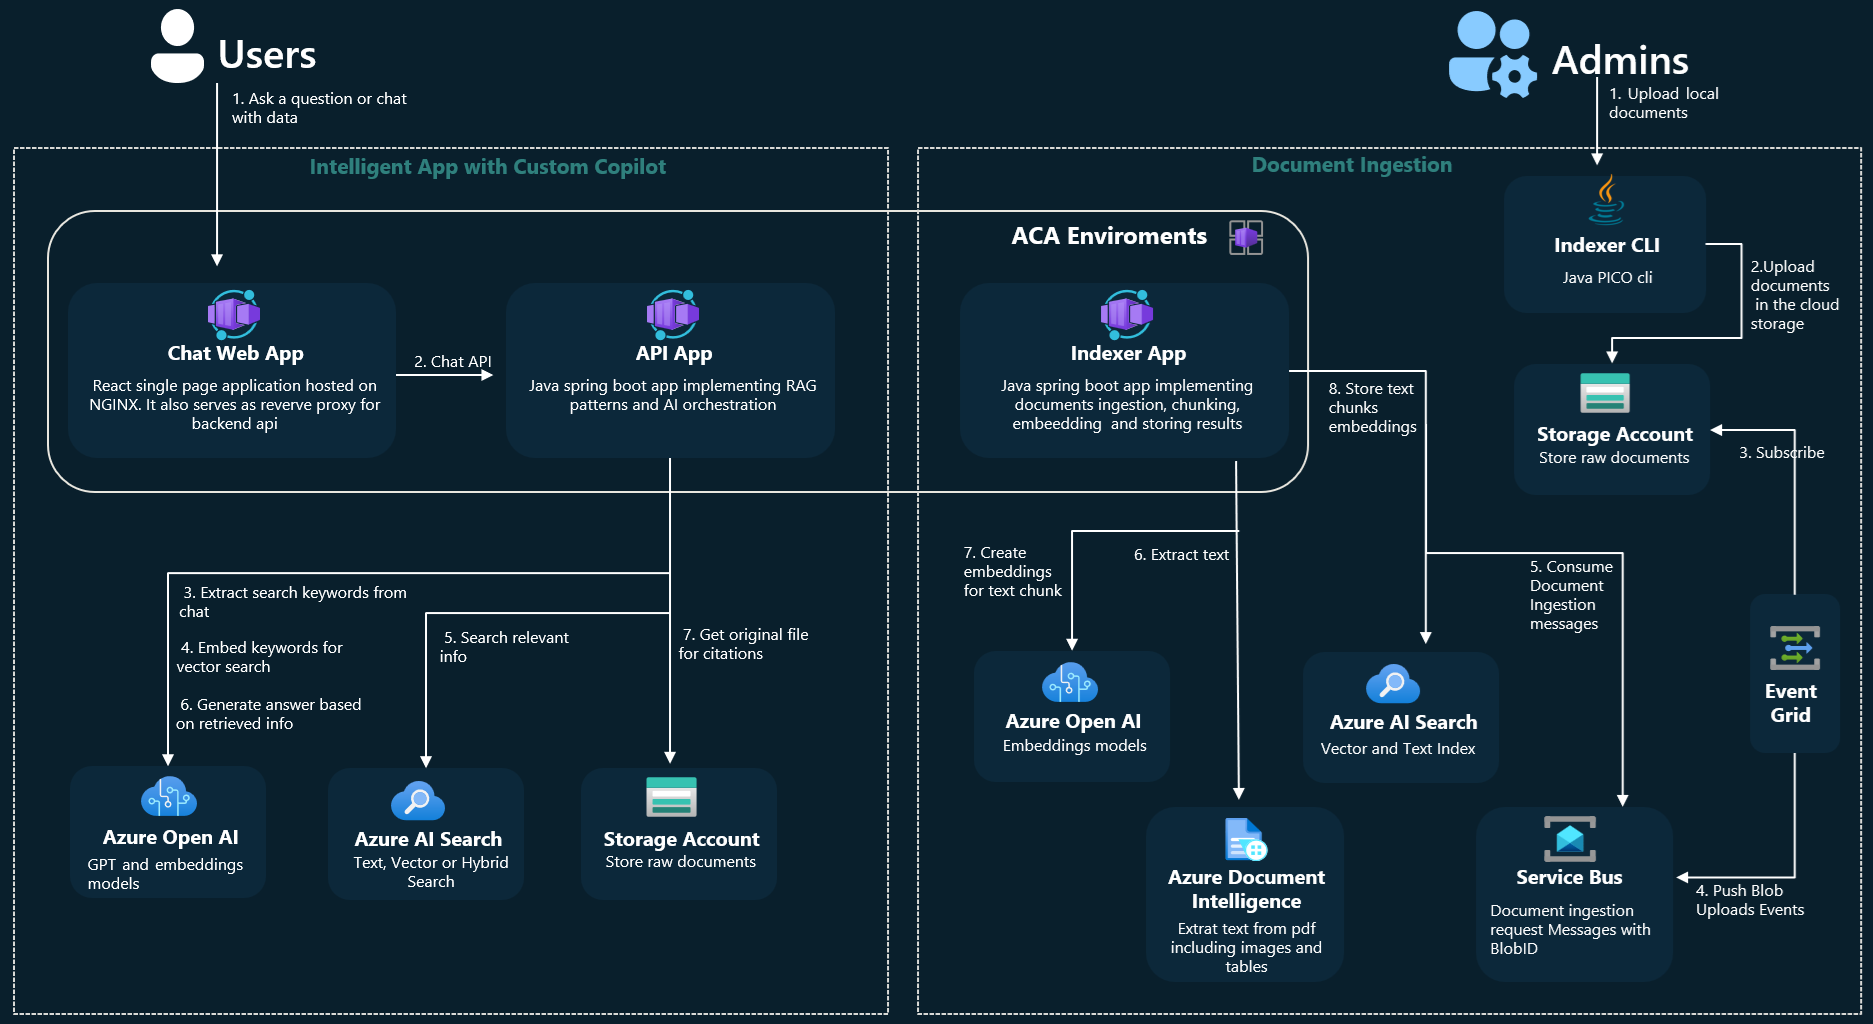 Users
1. Ask a question or chat
with data
Admins
1. Upload local
documents
Intelligent App with Custom Copilot
Document Ingestion
ACA Enviroments
Chat Web App
React single page application hosted on
NGINX. It also serves as reverve proxy for
backend api
2. Chat API
API App
Java spring boot app implementing RAG
patterns and AI orchestration
Indexer App
Java spring boot app implementing
documents ingestion, chunking,
embeedding and storing results
Indexer CLI
Java PICO cli
2.Upload
documents
in the cloud
storage
8. Store text
chunks
embeddings
Storage Account
Store raw documents
3. Subscribe
3. Extract search keywords from
chat
4. Embed keywords for
vector search
6. Generate answer based
on retrieved info
5. Search relevant
info
7. Get original file
for citations
7. Create
embeddings
for text chunk
6. Extract text
5. Consume
Document
Ingestion
messages
Event
Grid
Azure Open AI
Embeddings models
Azure AI Search
Vector and Text Index
Azure Open AI
GPT and embeddings
models
Azure AI Search
Text, Vector or Hybrid
Search
Storage Account
Store raw documents
Azure Document
Intelligence
Extrat text from pdf
including images and
tables
Service Bus
Document ingestion
request Messages with
BlobID
4. Push Blob
Uploads Events